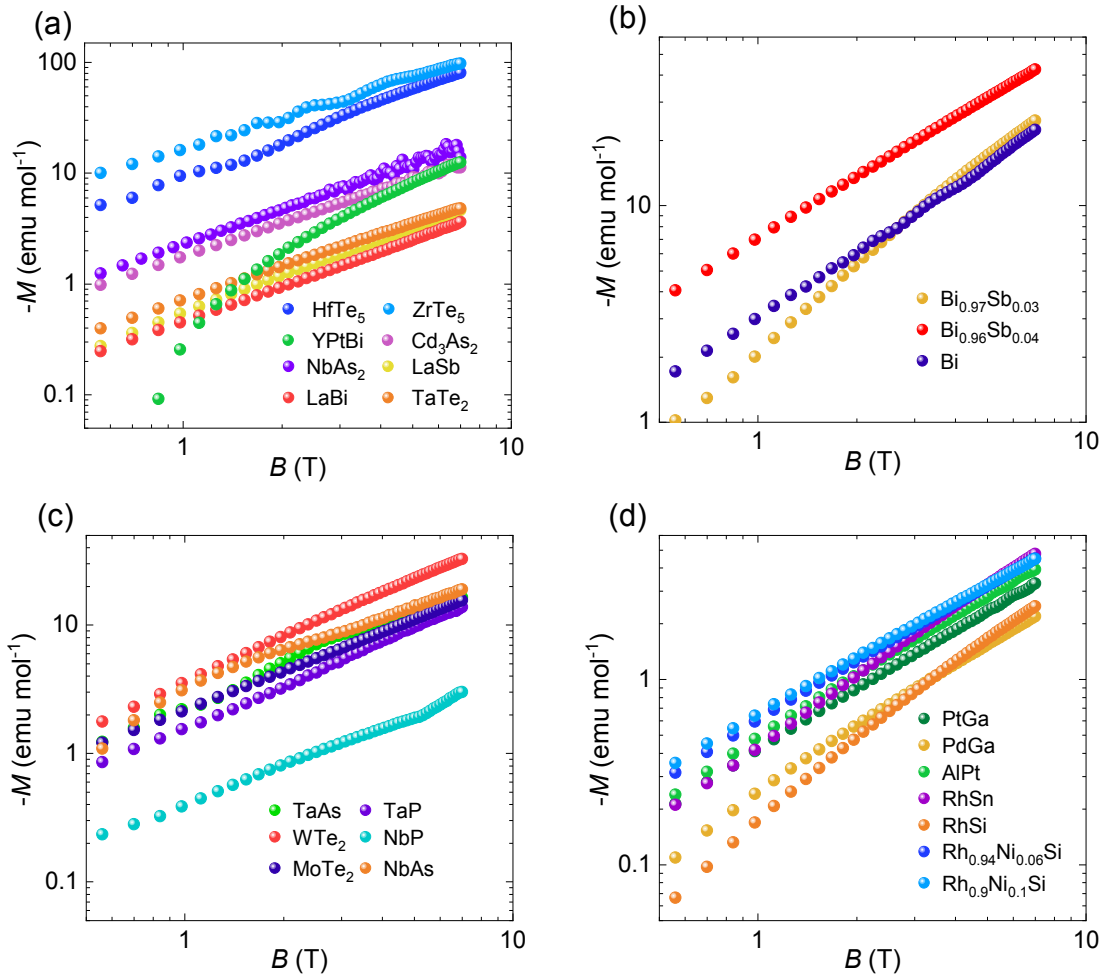 (a)
100
10
1
0.1
-M (emu mol⁻¹)
HfTe₅ ZrTe₅
YPtBi Cd₃As₂
NbAs₂ LaSb
LaBi TaTe₂
1 10
B (T)
(b)
10
1
-M (emu mol⁻¹)
Bi₀.₉₇Sb₀.₀₃
Bi₀.₉₆Sb₀.₀₄
Bi
1 10
B (T)
(c)
10
1
0.1
-M (emu mol⁻¹)
TaAs TaP
WTe₂ NbP
MoTe₂ NbAs
1 10
B (T)
(d)
1
0.1
-M (emu mol⁻¹)
PtGa
PdGa
AlPt
RhSn
RhSi
Rh₀.₉₄Ni₀.₀₆Si
Rh₀.₉Ni₀.₁Si
1 10
B (T)